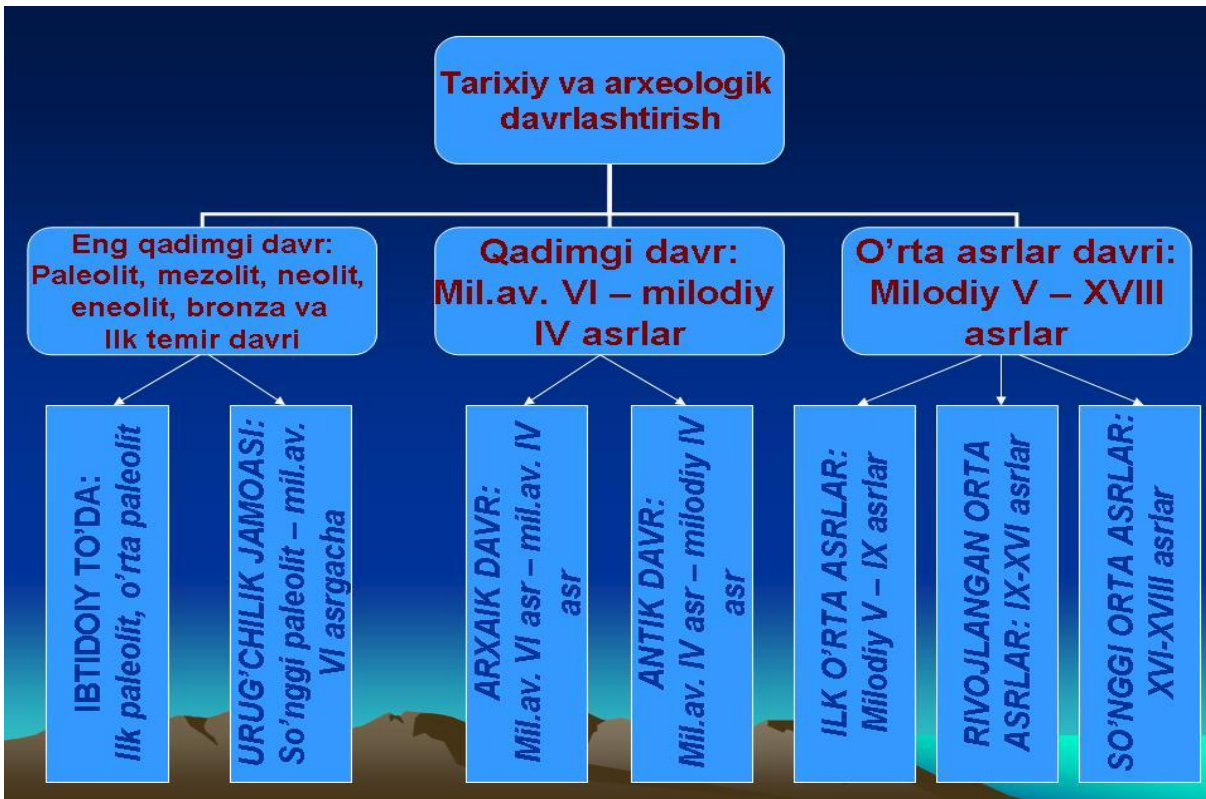 Tarixiy va arxeologik
davrlashtirish
Eng qadimgi davr:
Paleolit, mezolit, neolit,
eneolit, bronza va
Ilk temir davri
Qadimgi davr:
Mil.av. VI – milodiy
IV asrlar
O’rta asrlar davri:
Milodiy V – XVIII
asrlar
IBTIDOIY TO’DA:
Ilk paleolit, o’rta paleolit
URUG’CHILIK JAMOASI:
So’nggi paleolit – mil.av.
VI asrgacha
ARXAIK DAVR:
Mil.av. VI asr – mil.av. IV
asr
ANTIK DAVR:
Mil.av. IV asr – milodiy IV
asr
ILK O’RTA ASRLAR:
Milodiy V – IX asrlar
RIVOJLANGAN ORTA
ASRLAR: IX-XVI asrlar
SO’NGGI ORTA ASRLAR:
XVI-XVIII asrlar